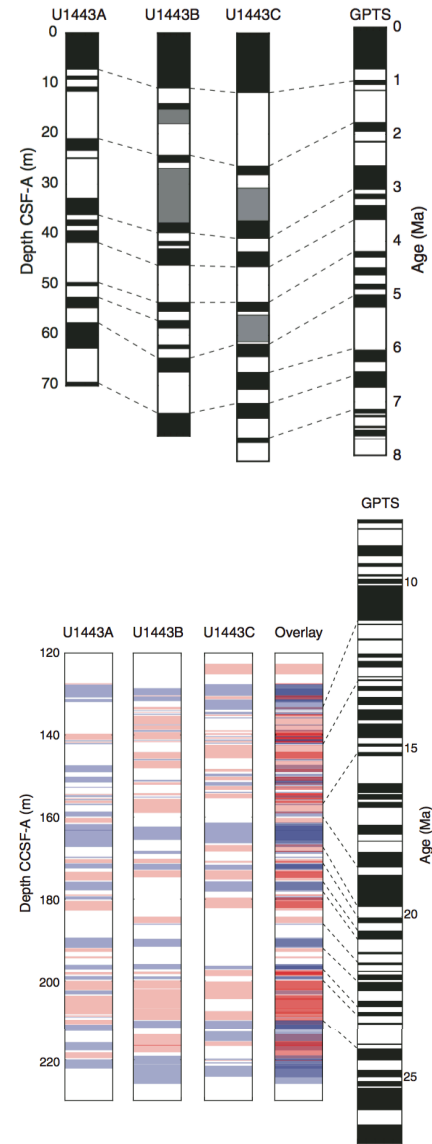 U1443A U1443B U1443C GPTS
0 0
10 1
20 2
30 3
40 4
50 5
60 6
70 7
8
Depth CSF-A (m)
Age (Ma)
GPTS
U1443A U1443B U1443C Overlay
120
10
140
15
160
180
20
200
220
25
Depth CCSF-A (m)
Age (Ma)